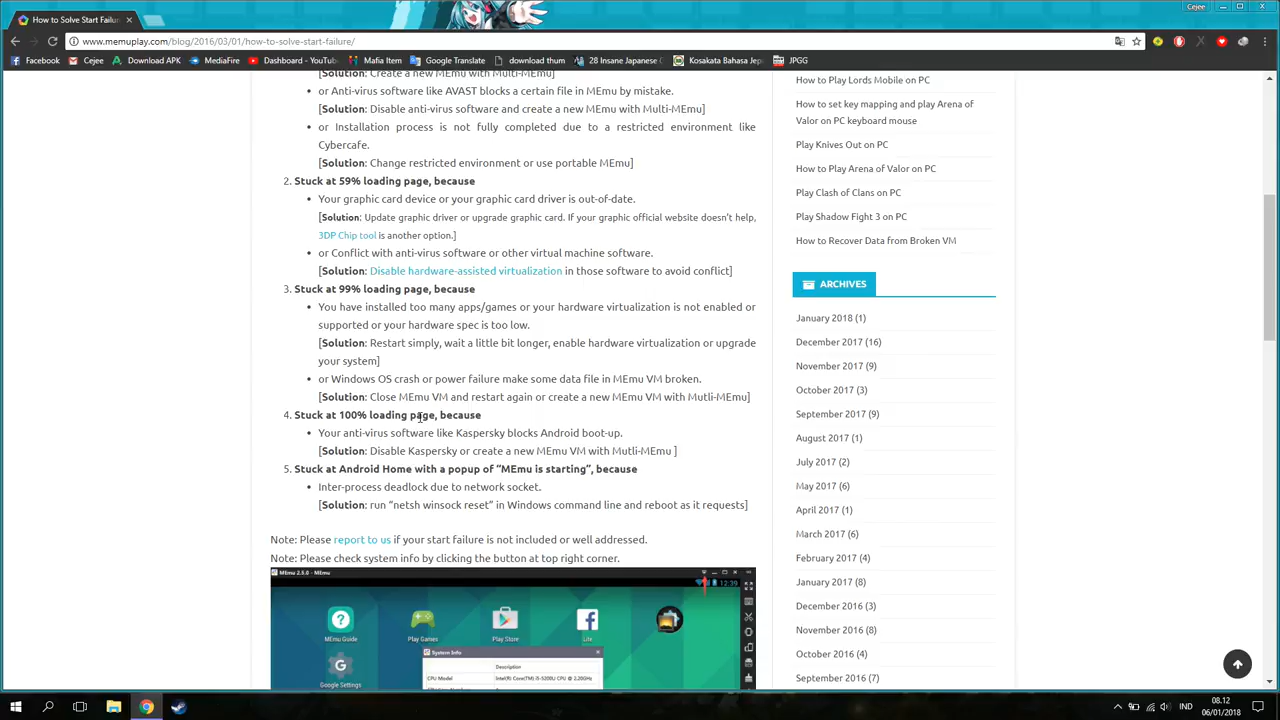 Cejee
How to Solve Start Failu
www.memuplay.com/blog/2016/03/01/how-to-solve-start-failure/
Facebook
Cejee
Download APK
MediaFire
Dashboard - YouTube
Mafia Item
Google Translate
download thum
28 Insane Japanese
Kosakata Bahasa Jep
JPGG
[Solution: Create a new MEmu with Multi-MEmu]
• or Anti-virus software like AVAST blocks a certain file in MEmu by mistake.
[Solution: Disable anti-virus software and create a new MEmu with Multi-MEmu]
• or Installation process is not fully completed due to a restricted environment like
Cybercafe.
[Solution: Change restricted environment or use portable MEmu]
2. Stuck at 59% loading page, because
• Your graphic card device or your graphic card driver is out-of-date.
[Solution: Update graphic driver or upgrade graphic card. If your graphic official website doesn't help,
3DP Chip tool is another option.]
• or Conflict with anti-virus software or other virtual machine software.
[Solution: Disable hardware-assisted virtualization in those software to avoid conflict]
3. Stuck at 99% loading page, because
• You have installed too many apps/games or your hardware virtualization is not enabled or
supported or your hardware spec is too low.
[Solution: Restart simply, wait a little bit longer, enable hardware virtualization or upgrade
your system]
• or Windows OS crash or power failure make some data file in MEmu VM broken.
[Solution: Close MEmu VM and restart again or create a new MEmu VM with Mutli-MEmu]
4. Stuck at 100% loading page, because
• Your anti-virus software like Kaspersky blocks Android boot-up.
[Solution: Disable Kaspersky or create a new MEmu VM with Mutli-MEmu ]
5. Stuck at Android Home with a popup of "MEmu is starting", because
• Inter-process deadlock due to network socket.
[Solution: run "netsh winsock reset" in Windows command line and reboot as it requests]
Note: Please report to us if your start failure is not included or well addressed.
Note: Please check system info by clicking the button at top right corner.
MEmu 2.5.0 - MEmu
12:39
MEmu Guide
Play Games
Play Store
Lite
Google Settings
System Info
Description
CPU Model
Intel(R) Core(TM) i5-5200U CPU @ 2.20GHz
How to Play Lords Mobile on PC
How to set key mapping and play Arena of
Valor on PC keyboard mouse
Play Knives Out on PC
How to Play Arena of Valor on PC
Play Clash of Clans on PC
Play Shadow Fight 3 on PC
How to Recover Data from Broken VM
ARCHIVES
January 2018 (1)
December 2017 (16)
November 2017 (9)
October 2017 (3)
September 2017 (9)
August 2017 (1)
July 2017 (2)
May 2017 (6)
April 2017 (1)
March 2017 (6)
February 2017 (4)
January 2017 (8)
December 2016 (3)
November 2016 (8)
October 2016 (4)
September 2016 (7)
IND
08.12
06/01/2018